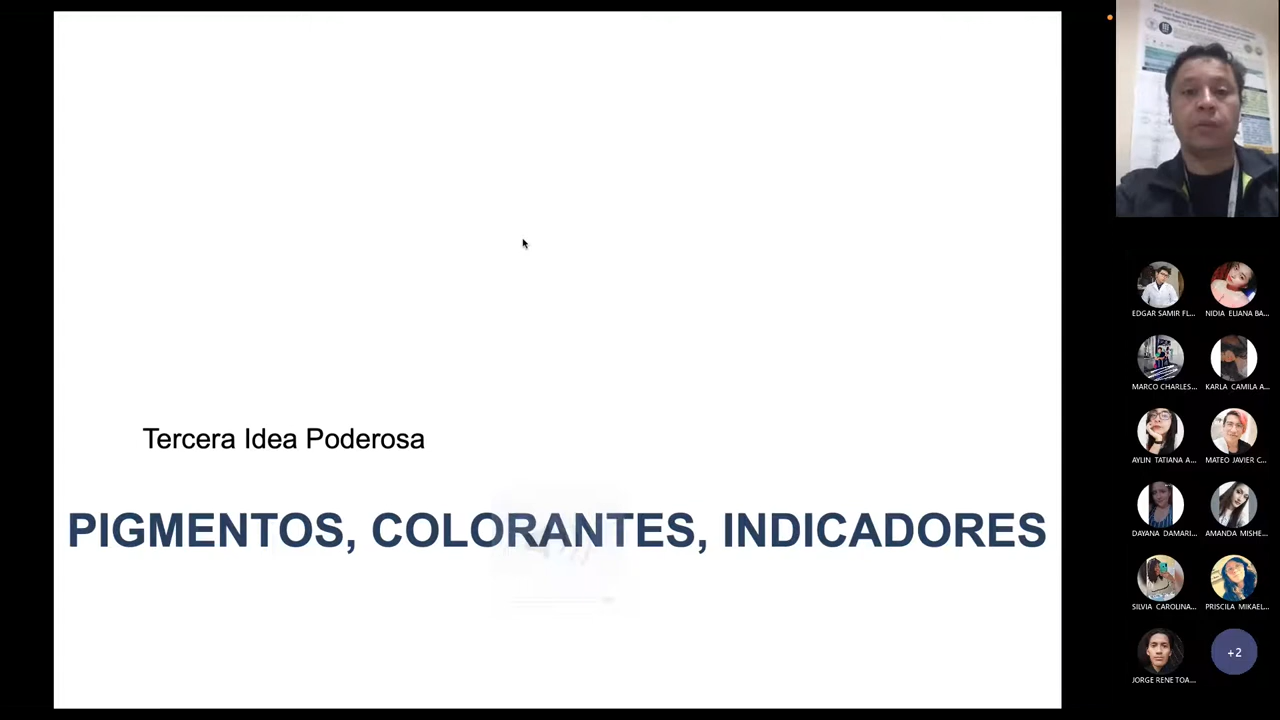 Tercera Idea Poderosa
PIGMENTOS, COLORANTES, INDICADORES
EDGAR SAMIR FL...
NIDIA ELIANA BA...
MARCO CHARLES...
KARLA CAMILA A...
AYLIN TATIANA A...
MATEO JAVIER C...
DAYANA DAMARI...
AMANDA MISHE...
SILVIA CAROLINA...
PRISCILA MIKAEL...
JORGE RENE TOA...
+2